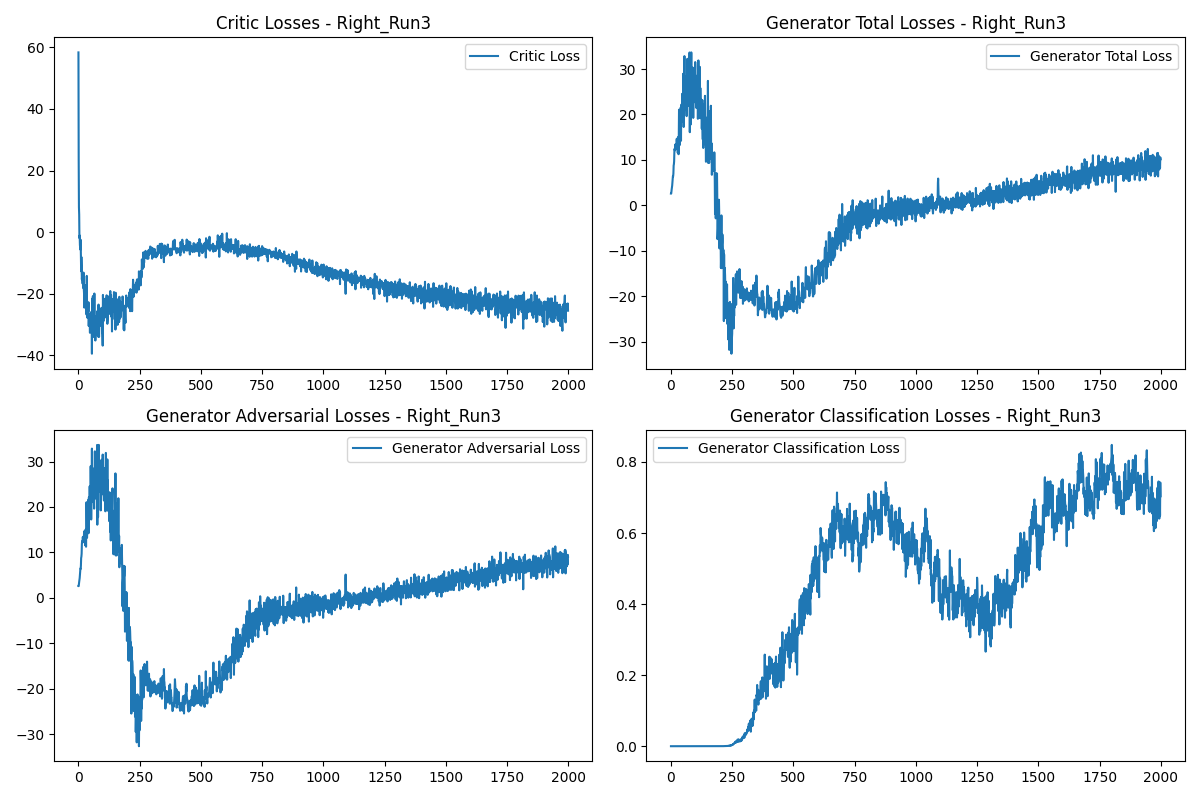 Critic Losses - Right_Run3
Critic Loss
60
40
20
0
−20
−40
0 250 500 750 1000 1250 1500 1750 2000
Generator Total Losses - Right_Run3
Generator Total Loss
30
20
10
0
−10
−20
−30
0 250 500 750 1000 1250 1500 1750 2000
Generator Adversarial Losses - Right_Run3
Generator Adversarial Loss
30
20
10
0
−10
−20
−30
0 250 500 750 1000 1250 1500 1750 2000
Generator Classification Losses - Right_Run3
Generator Classification Loss
0.8
0.6
0.4
0.2
0.0
0 250 500 750 1000 1250 1500 1750 2000